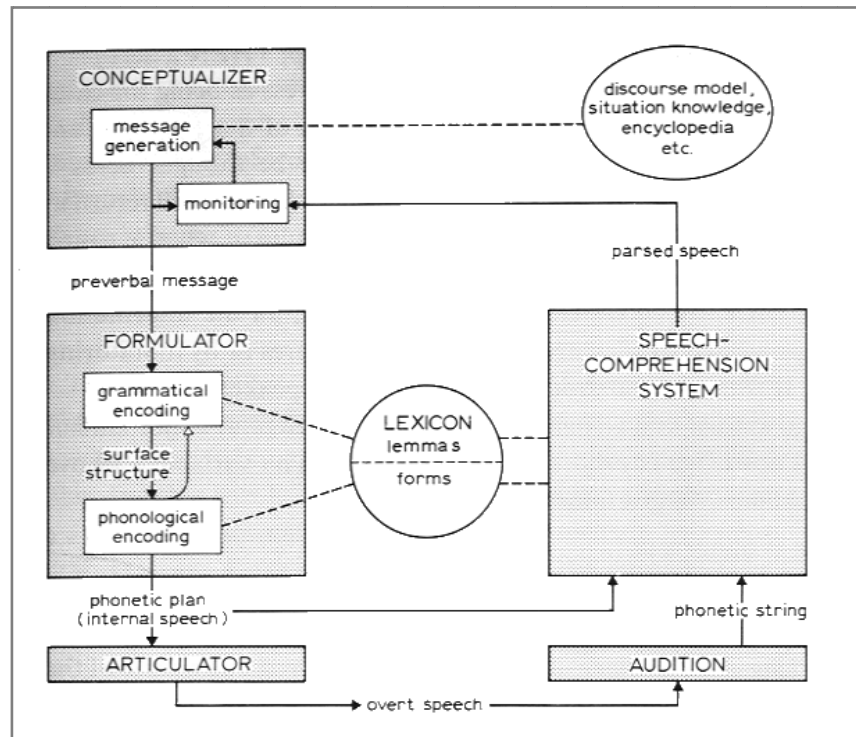 CONCEPTUALIZER
message
generation
monitoring
discourse model,
situation knowledge,
encyclopedia
etc.
parsed speech
preverbal message
FORMULATOR
grammatical
encoding
surface
structure
phonological
encoding
LEXICON
lemmas
forms
SPEECH-
COMPREHENSION
SYSTEM
phonetic plan
(internal speech)
phonetic string
ARTICULATOR
AUDITION
overt speech